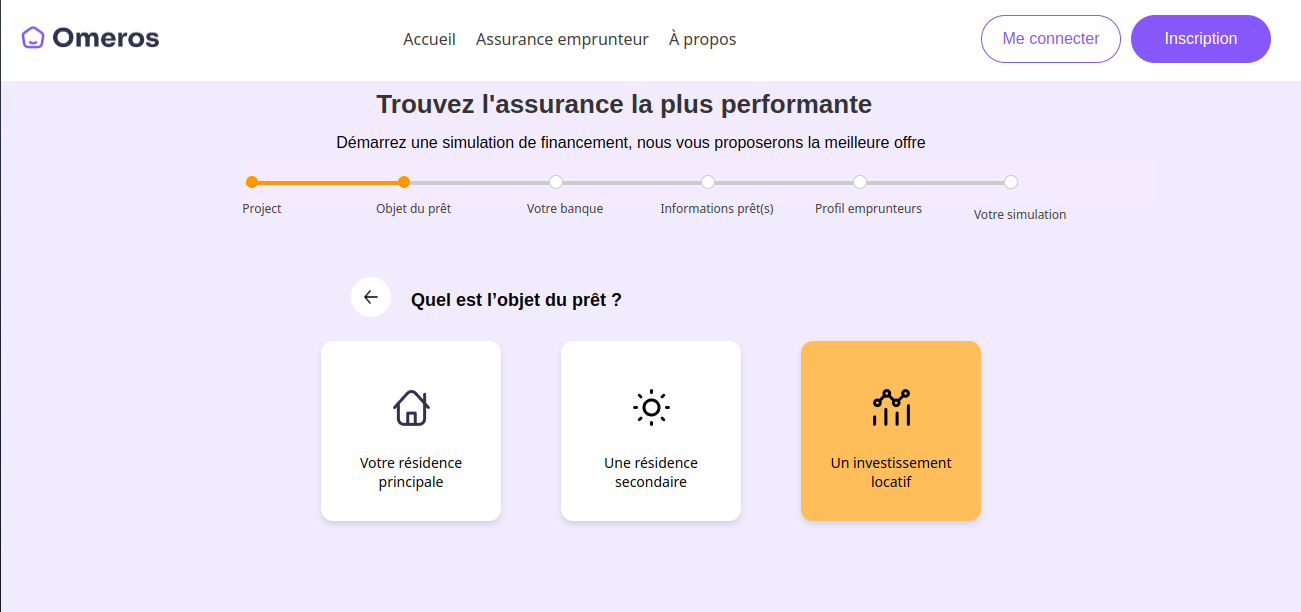 Omeros
Accueil Assurance emprunteur À propos
Me connecter
Inscription
Trouvez l'assurance la plus performante
Démarrez une simulation de financement, nous vous proposerons la meilleure offre
Project
Objet du prêt
Votre banque
Informations prêt(s)
Profil emprunteurs
Votre simulation
Quel est l’objet du prêt ?
Votre résidence
principale
Une résidence
secondaire
Un investissement
locatif